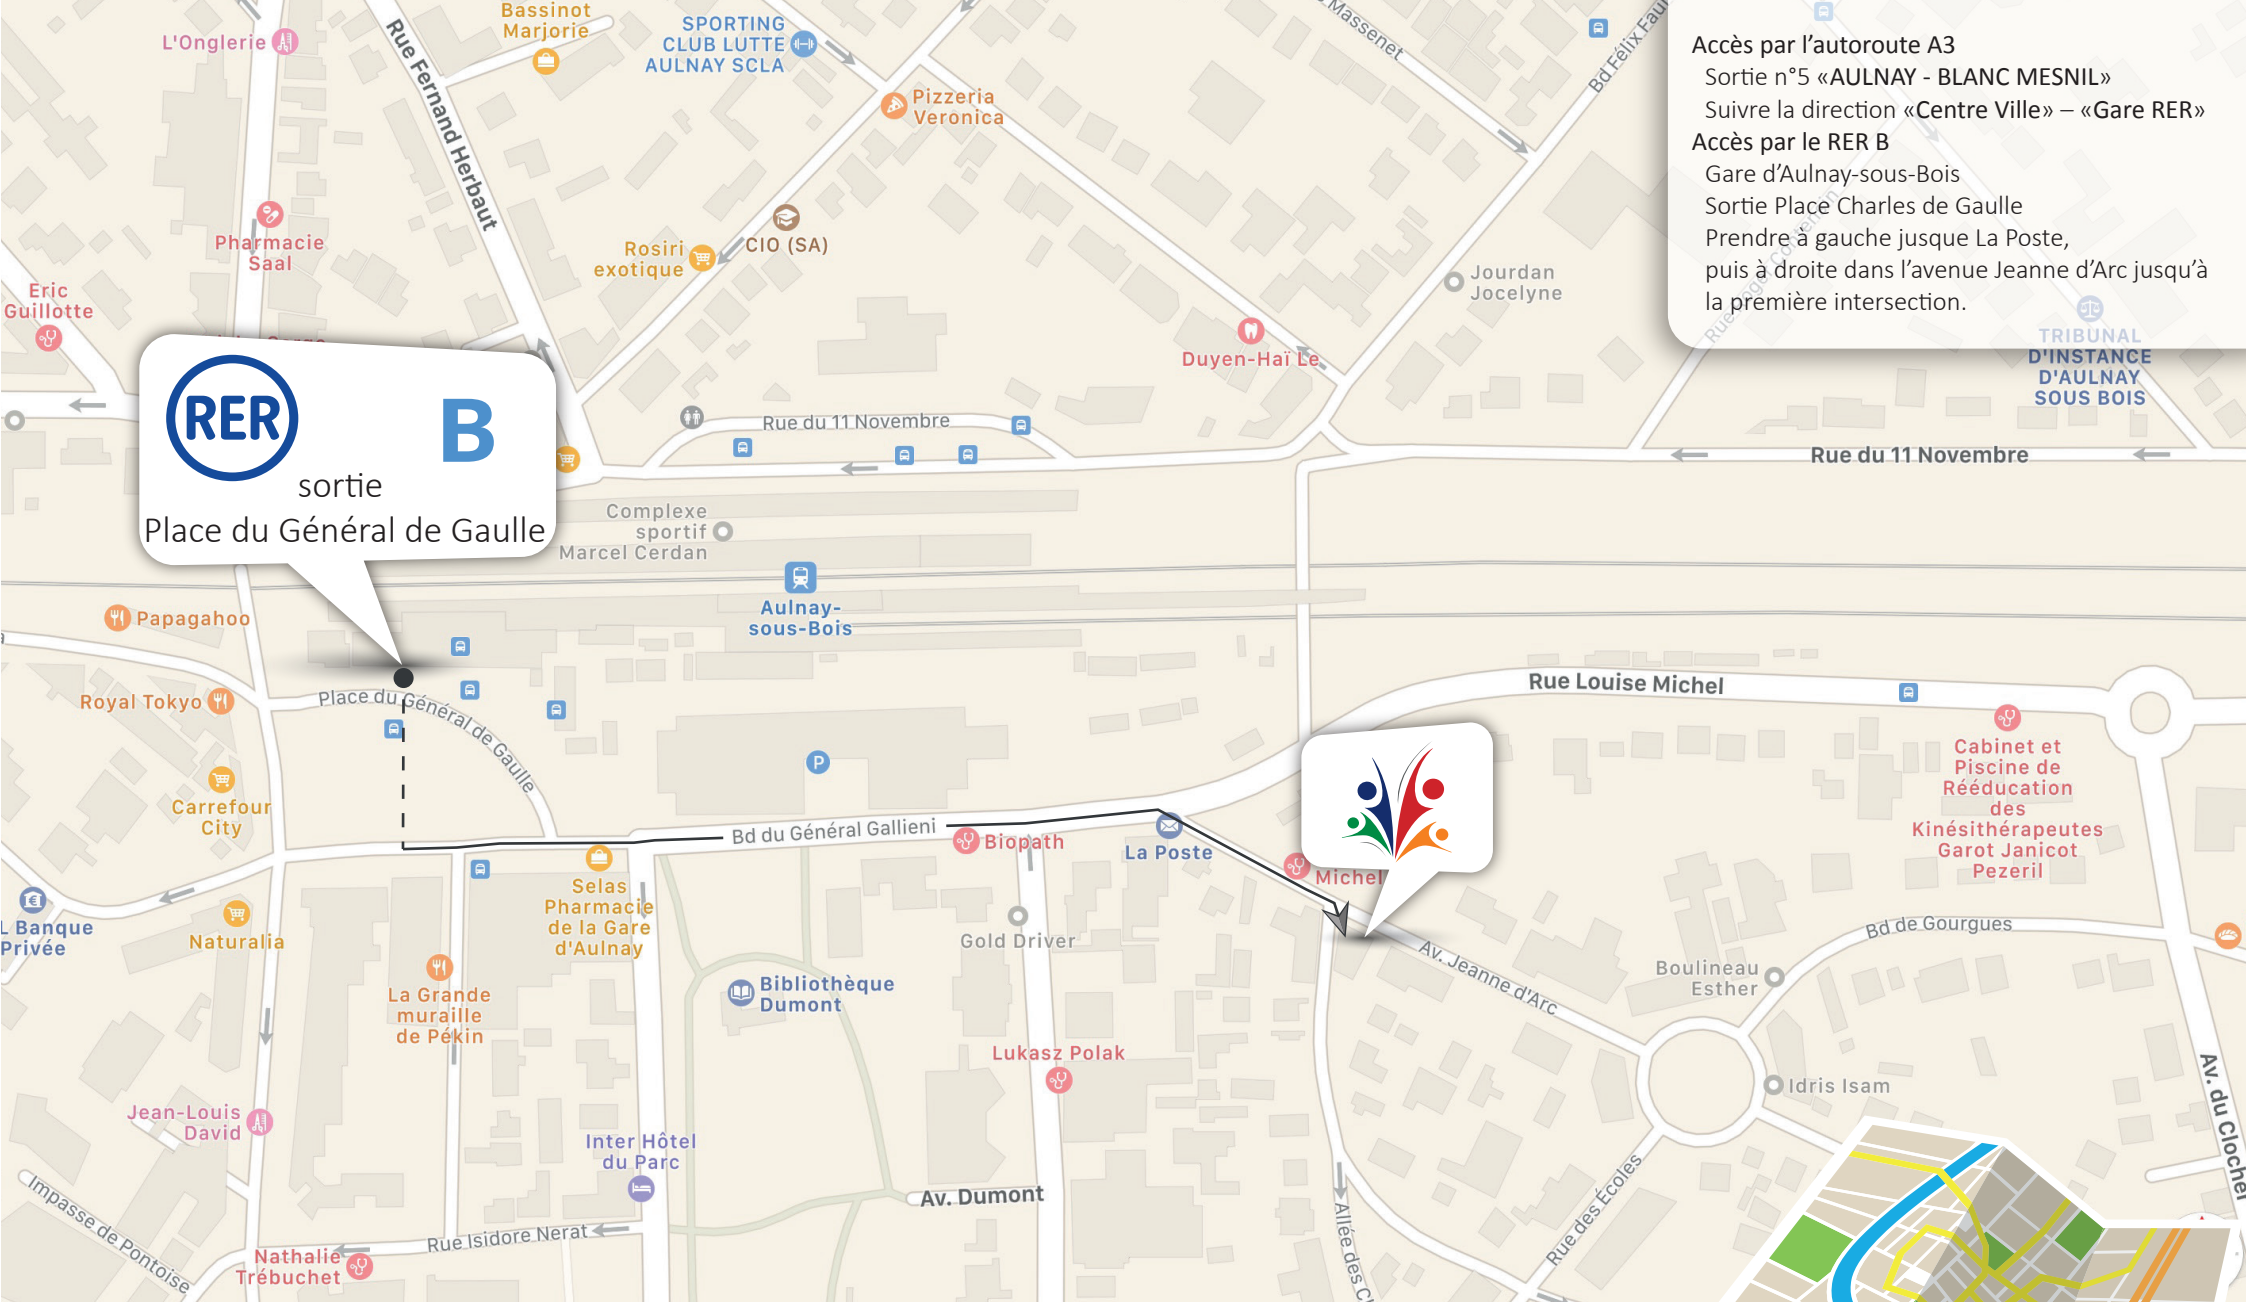 Accès par l’autoroute A3
Sortie n°5 «AULNAY - BLANC MESNIL»
Suivre la direction «Centre Ville» – «Gare RER»
Accès par le RER B
Gare d’Aulnay-sous-Bois
Sortie Place Charles de Gaulle
Prendre à gauche jusque La Poste,
puis à droite dans l’avenue Jeanne d’Arc jusqu’à
la première intersection.
L'Onglerie
Bassinot
Marjorie
SPORTING
CLUB LUTTE
AULNAY SCLA
Massenet
Rue Fernand Herbaut
Pizzeria
Veronica
Pharmacie
Saal
Rosiri
exotique
CIO (SA)
Jourdan
Jocelyne
Eric
Guillotte
Duyen-Haï Le
TRIBUNAL
D'INSTANCE
D'AULNAY
SOUS BOIS
RER
B
sortie
Place du Général de Gaulle
Rue du 11 Novembre
Rue du 11 Novembre
Complexe
sportif
Marcel Cerdan
Aulnay-
sous-Bois
Papagahoo
Royal Tokyo
Place du Général de Gaulle
Rue Louise Michel
P
Carrefour
City
Cabinet et
Piscine de
Rééducation
des
Kinésithérapeutes
Garot Janicot
Pezeril
Bd du Général Gallieni
Biopath
La Poste
Michel
Selas
Pharmacie
de la Gare
d'Aulnay
L Banque
Privée
Naturalia
Gold Driver
Bd de Gourgues
Av. Jeanne d'Arc
Boulineau
Esther
La Grande
muraille
de Pékin
Bibliothèque
Dumont
Lukasz Polak
Idris Isam
Jean-Louis
David
Inter Hôtel
du Parc
Av. du Clocher
Impasse de Pontoise
Av. Dumont
Rue des Écoles
Allée des
Rue Isidore Nerat
Nathalie
Trébuchet